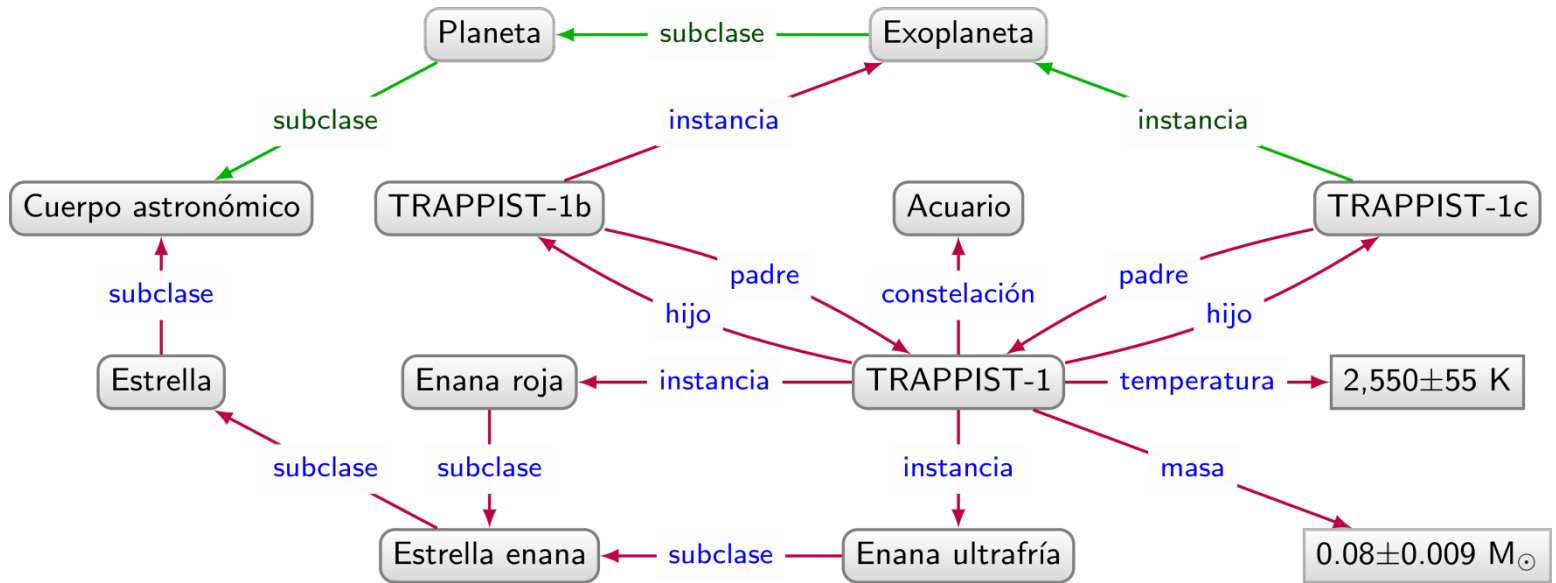 Planeta
subclase
Exoplaneta
subclase
instancia
instancia
Cuerpo astronómico
TRAPPIST-1b
Acuario
TRAPPIST-1c
subclase
padre
hijo
constelación
padre
hijo
Estrella
Enana roja
instancia
TRAPPIST-1
temperatura
2,550±55 K
subclase
subclase
instancia
masa
Estrella enana
subclase
Enana ultrafría
0.08±0.009 M☉